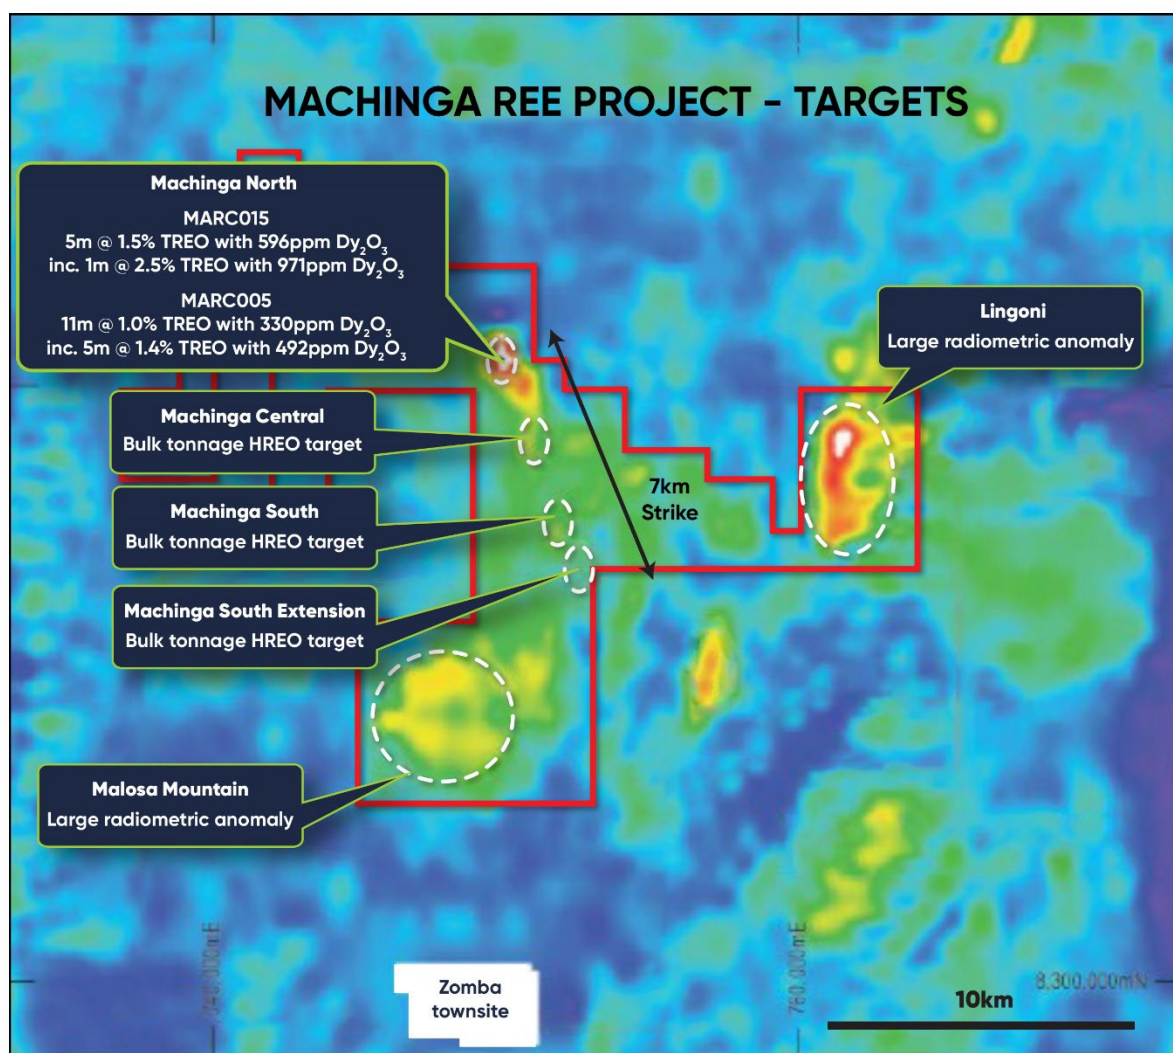 MACHINGA REE PROJECT - TARGETS
Machinga North
MARC015
5m @ 1.5% TREO with 596ppm Dy₂O₃
inc. 1m @ 2.5% TREO with 971ppm Dy₂O₃
MARC005
11m @ 1.0% TREO with 330ppm Dy₂O₃
inc. 5m @ 1.4% TREO with 492ppm Dy₂O₃
Lingoni
Large radiometric anomaly
Machinga Central
Bulk tonnage HREO target
Machinga South
Bulk tonnage HREO target
7km
Strike
Machinga South Extension
Bulk tonnage HREO target
Malosa Mountain
Large radiometric anomaly
Zomba
townsite
740,000mE
760,000mE
8,300,000mN
10km